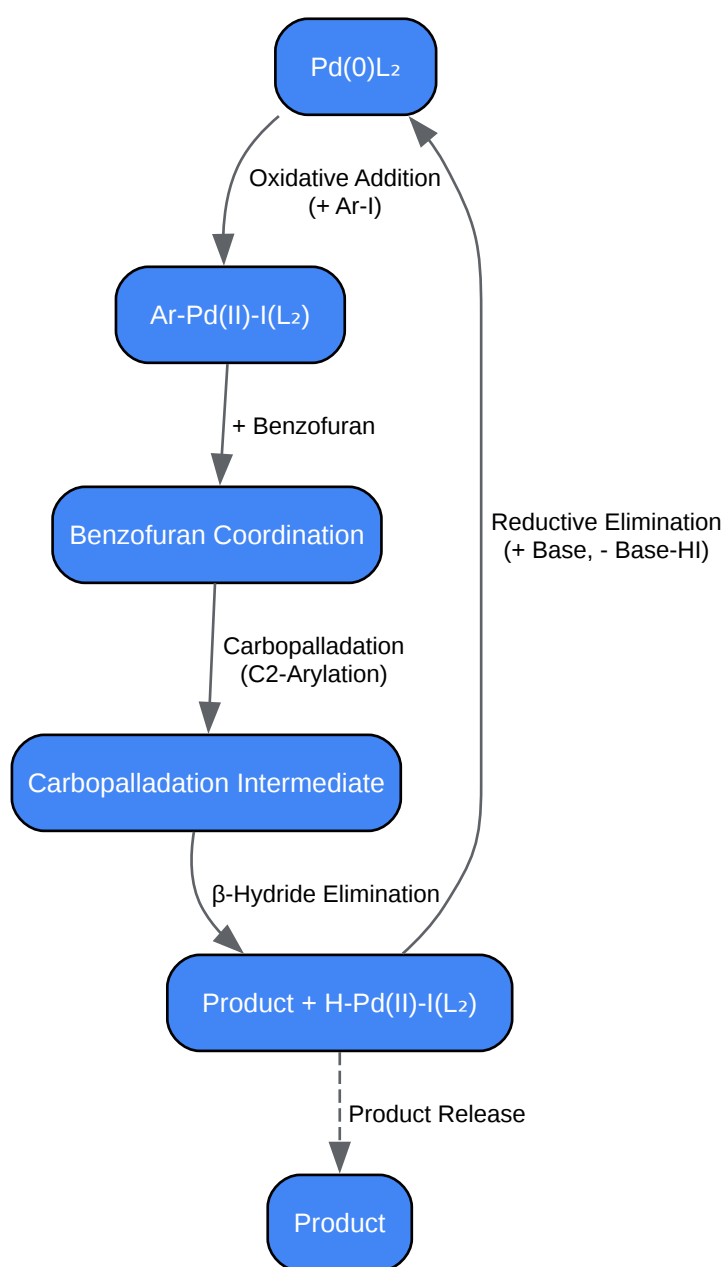 Pd(0)L₂
Oxidative Addition
(+ Ar-I)
Ar-Pd(II)-I(L₂)
+ Benzofuran
Benzofuran Coordination
Reductive Elimination
(+ Base, - Base-HI)
Carbopalladation
(C2-Arylation)
Carbopalladation Intermediate
β-Hydride Elimination
Product + H-Pd(II)-I(L₂)
Product Release
Product